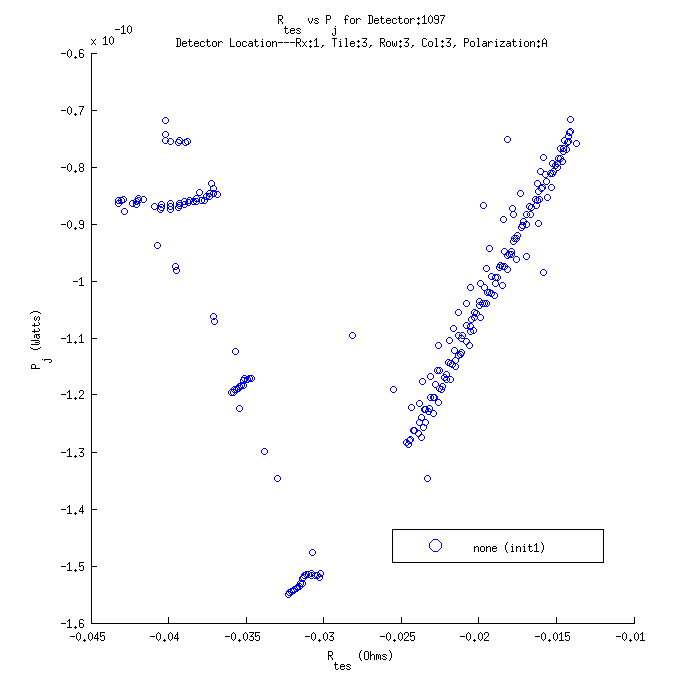 R_tes vs P_j for Detector:1097
x 10^-10
Detector Location---Rx:1, Tile:3, Row:3, Col:3, Polarization:A
-0.6
-0.7
-0.8
-0.9
-1
-1.1
-1.2
-1.3
-1.4
-1.5
-1.6
P_j (Watts)
none (init1)
-0.045 -0.04 -0.035 -0.03 -0.025 -0.02 -0.015 -0.01
R_tes (Ohms)